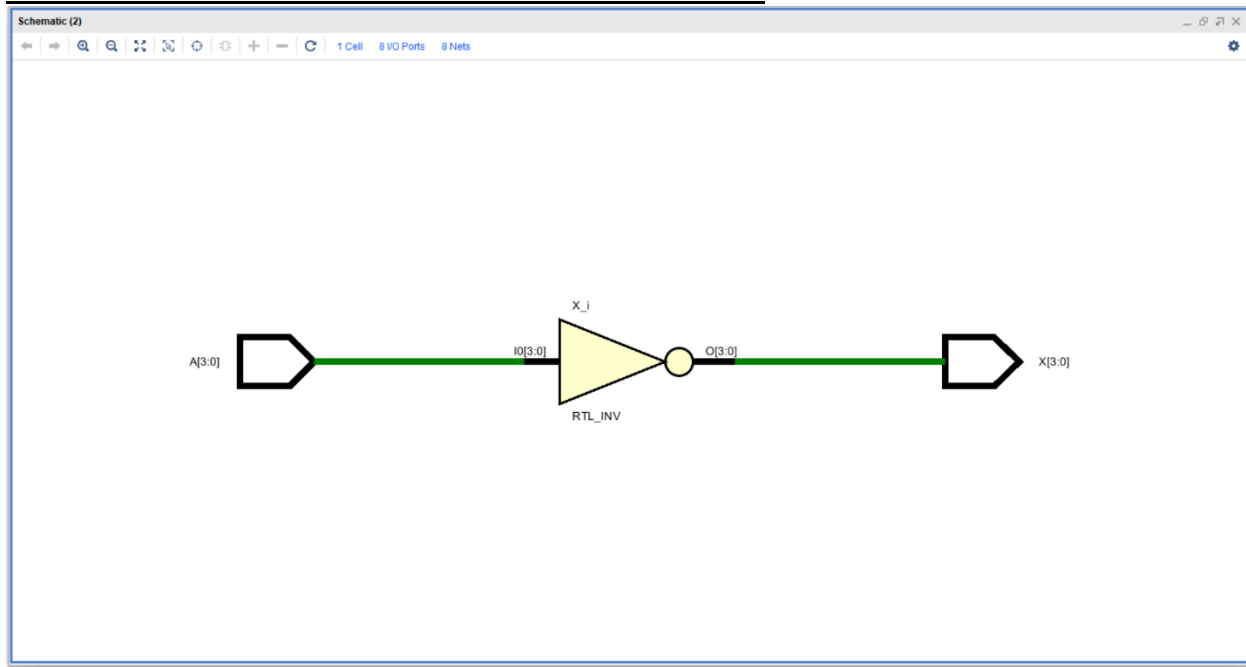 Schematic (2)
1 Cell 8 I/O Ports 8 Nets
X_i
A[3:0] I0[3:0] O[3:0] X[3:0]
RTL_INV